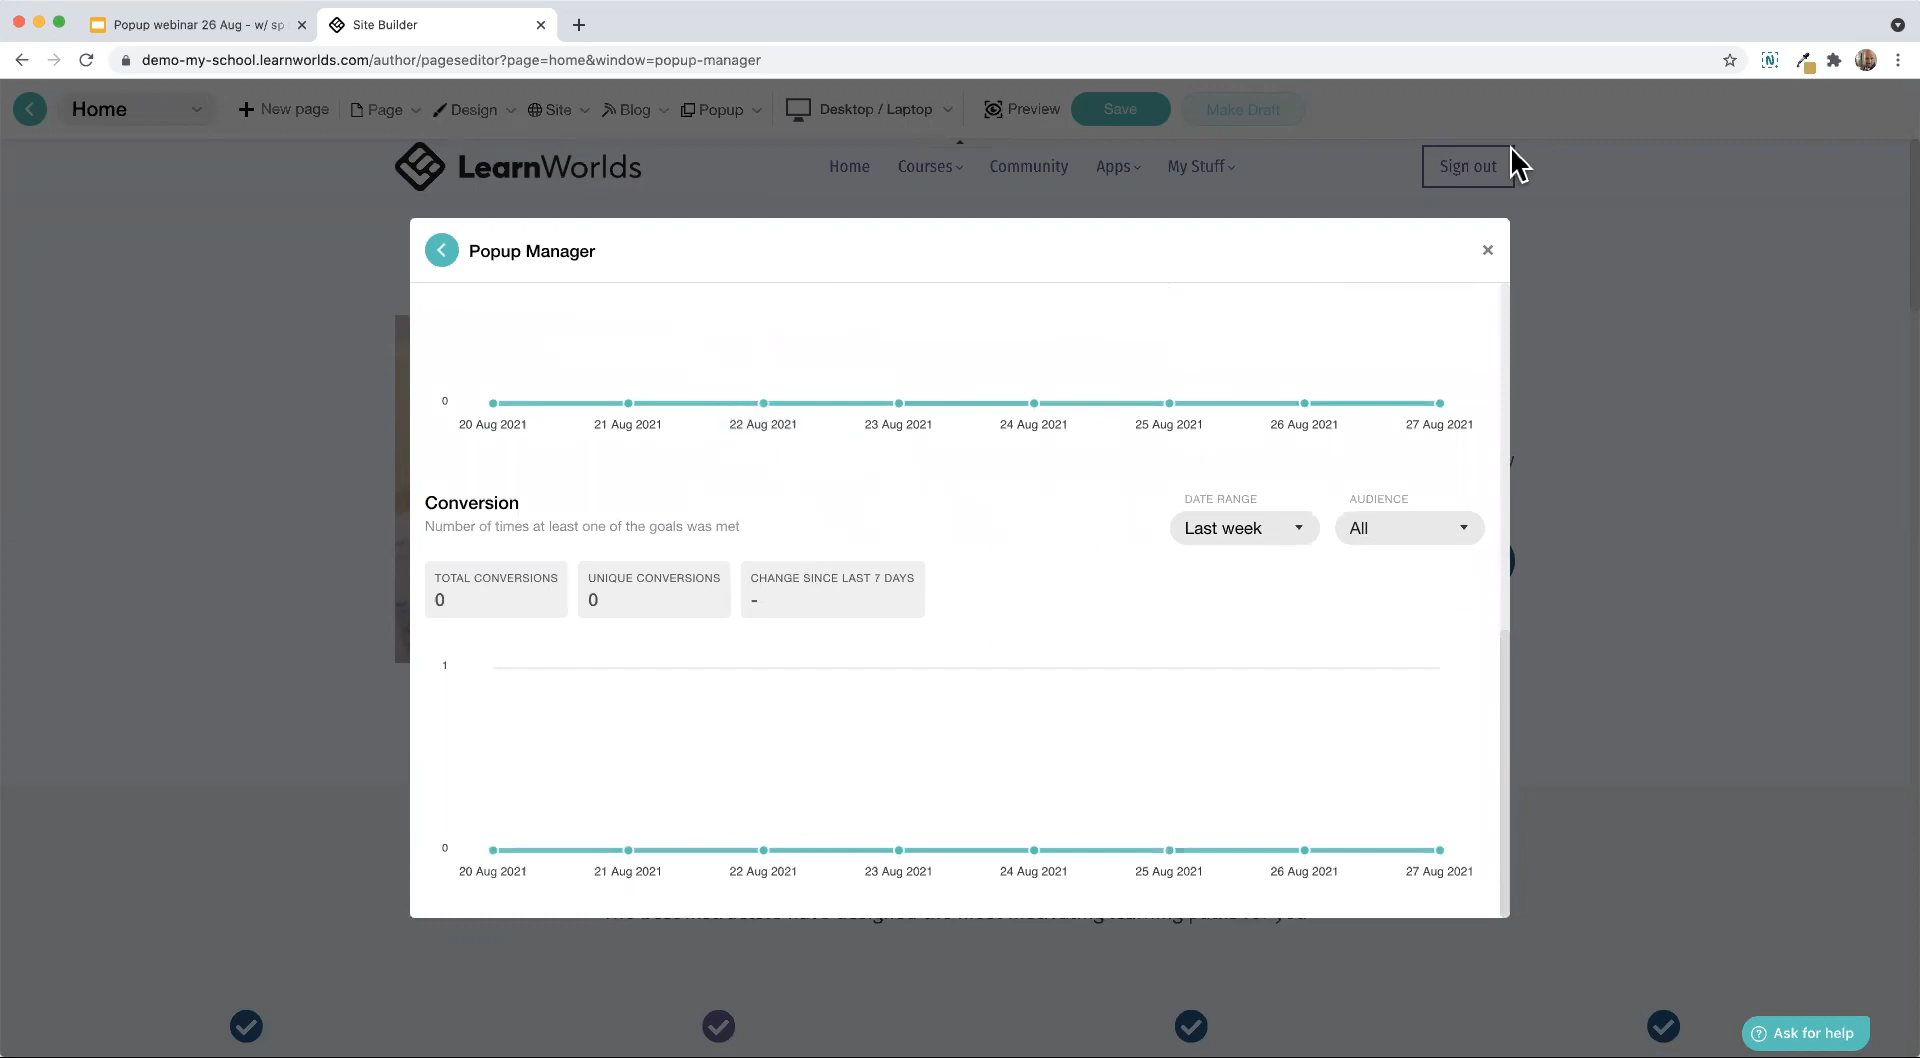 Popup webinar 26 Aug - w/ sp
Site Builder
demo-my-school.learnworlds.com/author/pageseditor?page=home&window=popup-manager
Home
New page
Page
Design
Site
Blog
Popup
Desktop / Laptop
Preview
Save
Make Draft
LearnWorlds
Home
Courses
Community
Apps
My Stuff
Sign out
Popup Manager
0
20 Aug 2021
21 Aug 2021
22 Aug 2021
23 Aug 2021
24 Aug 2021
25 Aug 2021
26 Aug 2021
27 Aug 2021
Conversion
Number of times at least one of the goals was met
DATE RANGE
Last week
AUDIENCE
All
TOTAL CONVERSIONS
0
UNIQUE CONVERSIONS
0
CHANGE SINCE LAST 7 DAYS
-
1
0
20 Aug 2021
21 Aug 2021
22 Aug 2021
23 Aug 2021
24 Aug 2021
25 Aug 2021
26 Aug 2021
27 Aug 2021
Ask for help